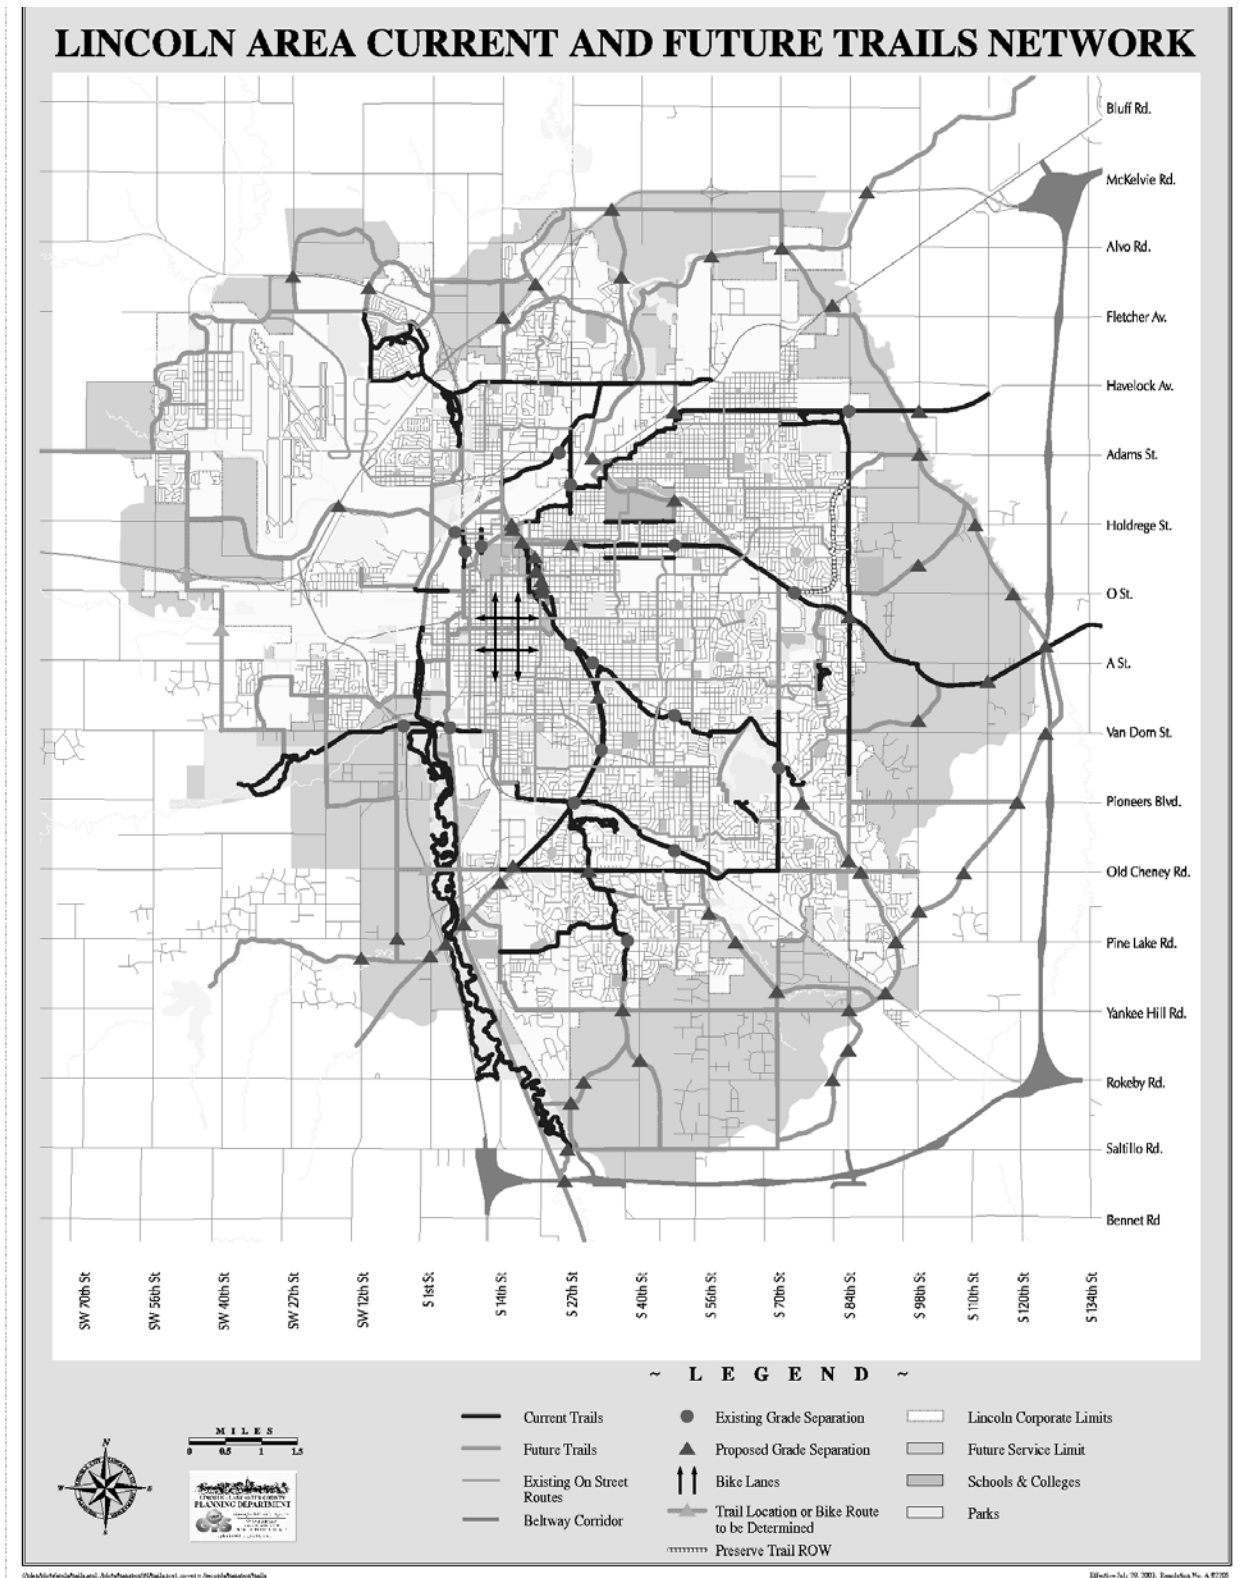 LINCOLN AREA CURRENT AND FUTURE TRAILS NETWORK
Bluff Rd.
McKelvie Rd.
Alvo Rd.
Fletcher Av.
Havelock Av.
Adams St.
Holdrege St.
O St.
A St.
Van Dorn St.
Pioneers Blvd.
Old Cheney Rd.
Pine Lake Rd.
Yankee Hill Rd.
Rokeby Rd.
Saltillo Rd.
Bennet Rd
SW 70th St
SW 56th St
SW 40th St
SW 27th St
SW 12th St
S 1st St
S 14th St
S 27th St
S 40th St
S 56th St
S 70th St
S 84th St
S 98th St
S 110th St
S 120th St
S 134th St
~ L E G E N D ~
Current Trails
Future Trails
Existing On Street
Routes
Beltway Corridor
Existing Grade Separation
Proposed Grade Separation
Bike Lanes
Trail Location or Bike Route
to be Determined
Preserve Trail ROW
Lincoln Corporate Limits
Future Service Limit
Schools & Colleges
Parks
MILES
0 0.5 1 1.5
N
W E
S
PLANNING DEPARTMENT